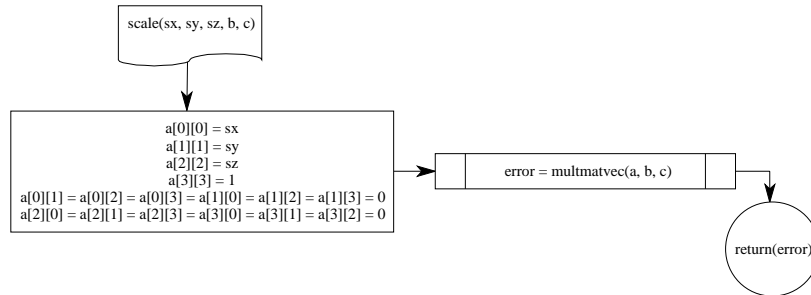 scale(sx, sy, sz, b, c)
a[0][0] = sx
a[1][1] = sy
a[2][2] = sz
a[3][3] = 1
a[0][1] = a[0][2] = a[0][3] = a[1][0] = a[1][2] = a[1][3] = 0
a[2][0] = a[2][1] = a[2][3] = a[3][0] = a[3][1] = a[3][2] = 0
error = multmatvec(a, b, c)
return(error)